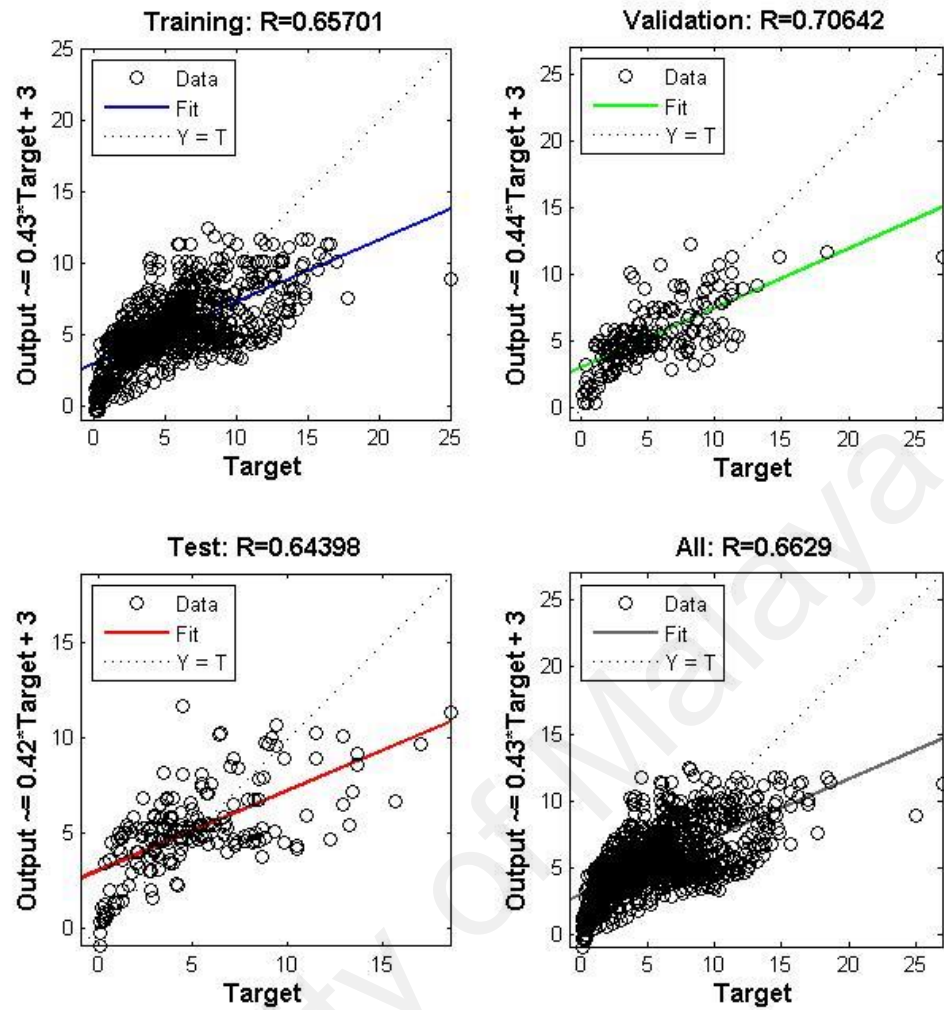 Training: R=0.65701
Output ~= 0.43*Target + 3
Data
Fit
Y = T
25
20
15
10
5
0
0 5 10 15 20 25
Target
Validation: R=0.70642
Output ~= 0.44*Target + 3
Data
Fit
Y = T
25
20
15
10
5
0
0 5 10 15 20 25
Target
Test: R=0.64398
Output ~= 0.42*Target + 3
Data
Fit
Y = T
15
10
5
0
0 5 10 15
Target
All: R=0.6629
Output ~= 0.43*Target + 3
Data
Fit
Y = T
25
20
15
10
5
0
0 5 10 15 20 25
Target
ity of Malaya